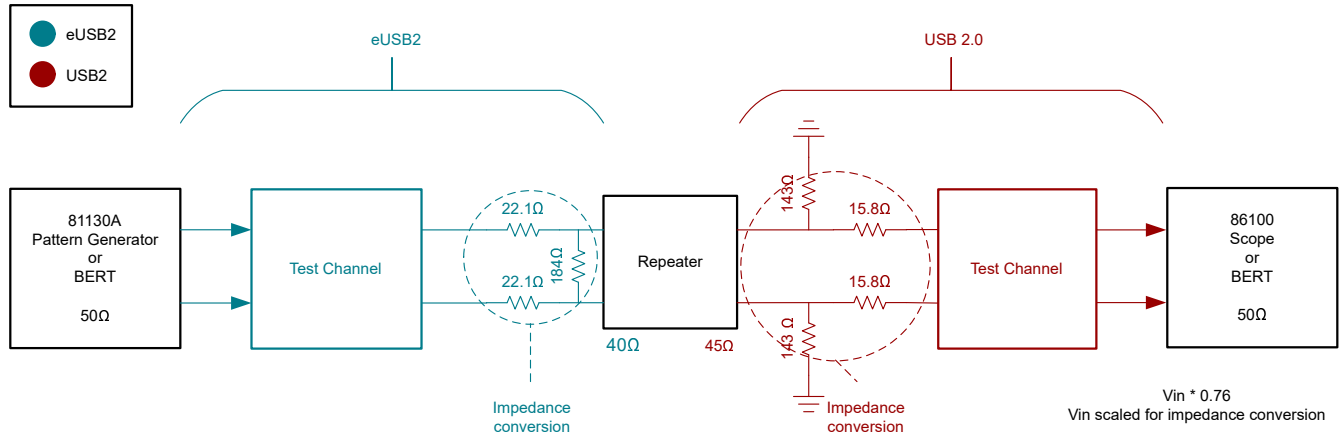 eUSB2
USB2
eUSB2
USB 2.0
81130A
Pattern Generator
or
BERT
50Ω
Test Channel
22.1Ω
184Ω
22.1Ω
Repeater
40Ω
45Ω
143Ω
15.8Ω
15.8Ω
143 Ω
Test Channel
86100
Scope
or
BERT
50Ω
Impedance
conversion
Impedance
conversion
Vin * 0.76
Vin scaled for impedance conversion